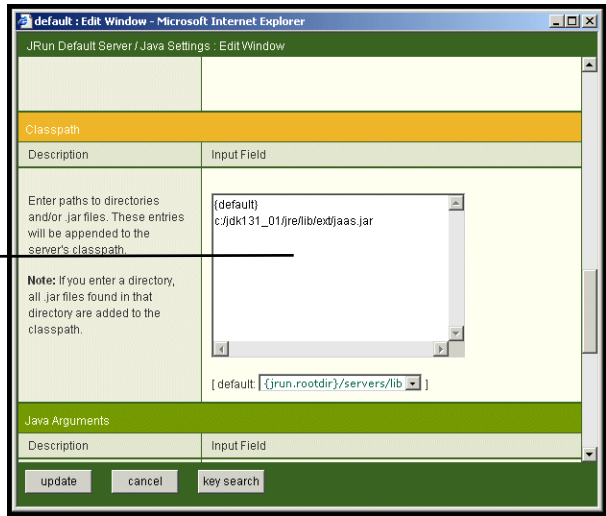 default : Edit Window - Microsoft Internet Explorer
JRun Default Server / Java Settings : Edit Window
Classpath
Description
Input Field
Enter paths to directories
and/or .jar files. These entries
will be appended to the
server's classpath.
Note: If you enter a directory,
all .jar files found in that
directory are added to the
classpath.
{default}
c:/jdk131_01/jre/lib/ext/jaas.jar
[ default: {jrun.rootdir}/servers/lib ]
Java Arguments
Description
Input Field
update
cancel
key search